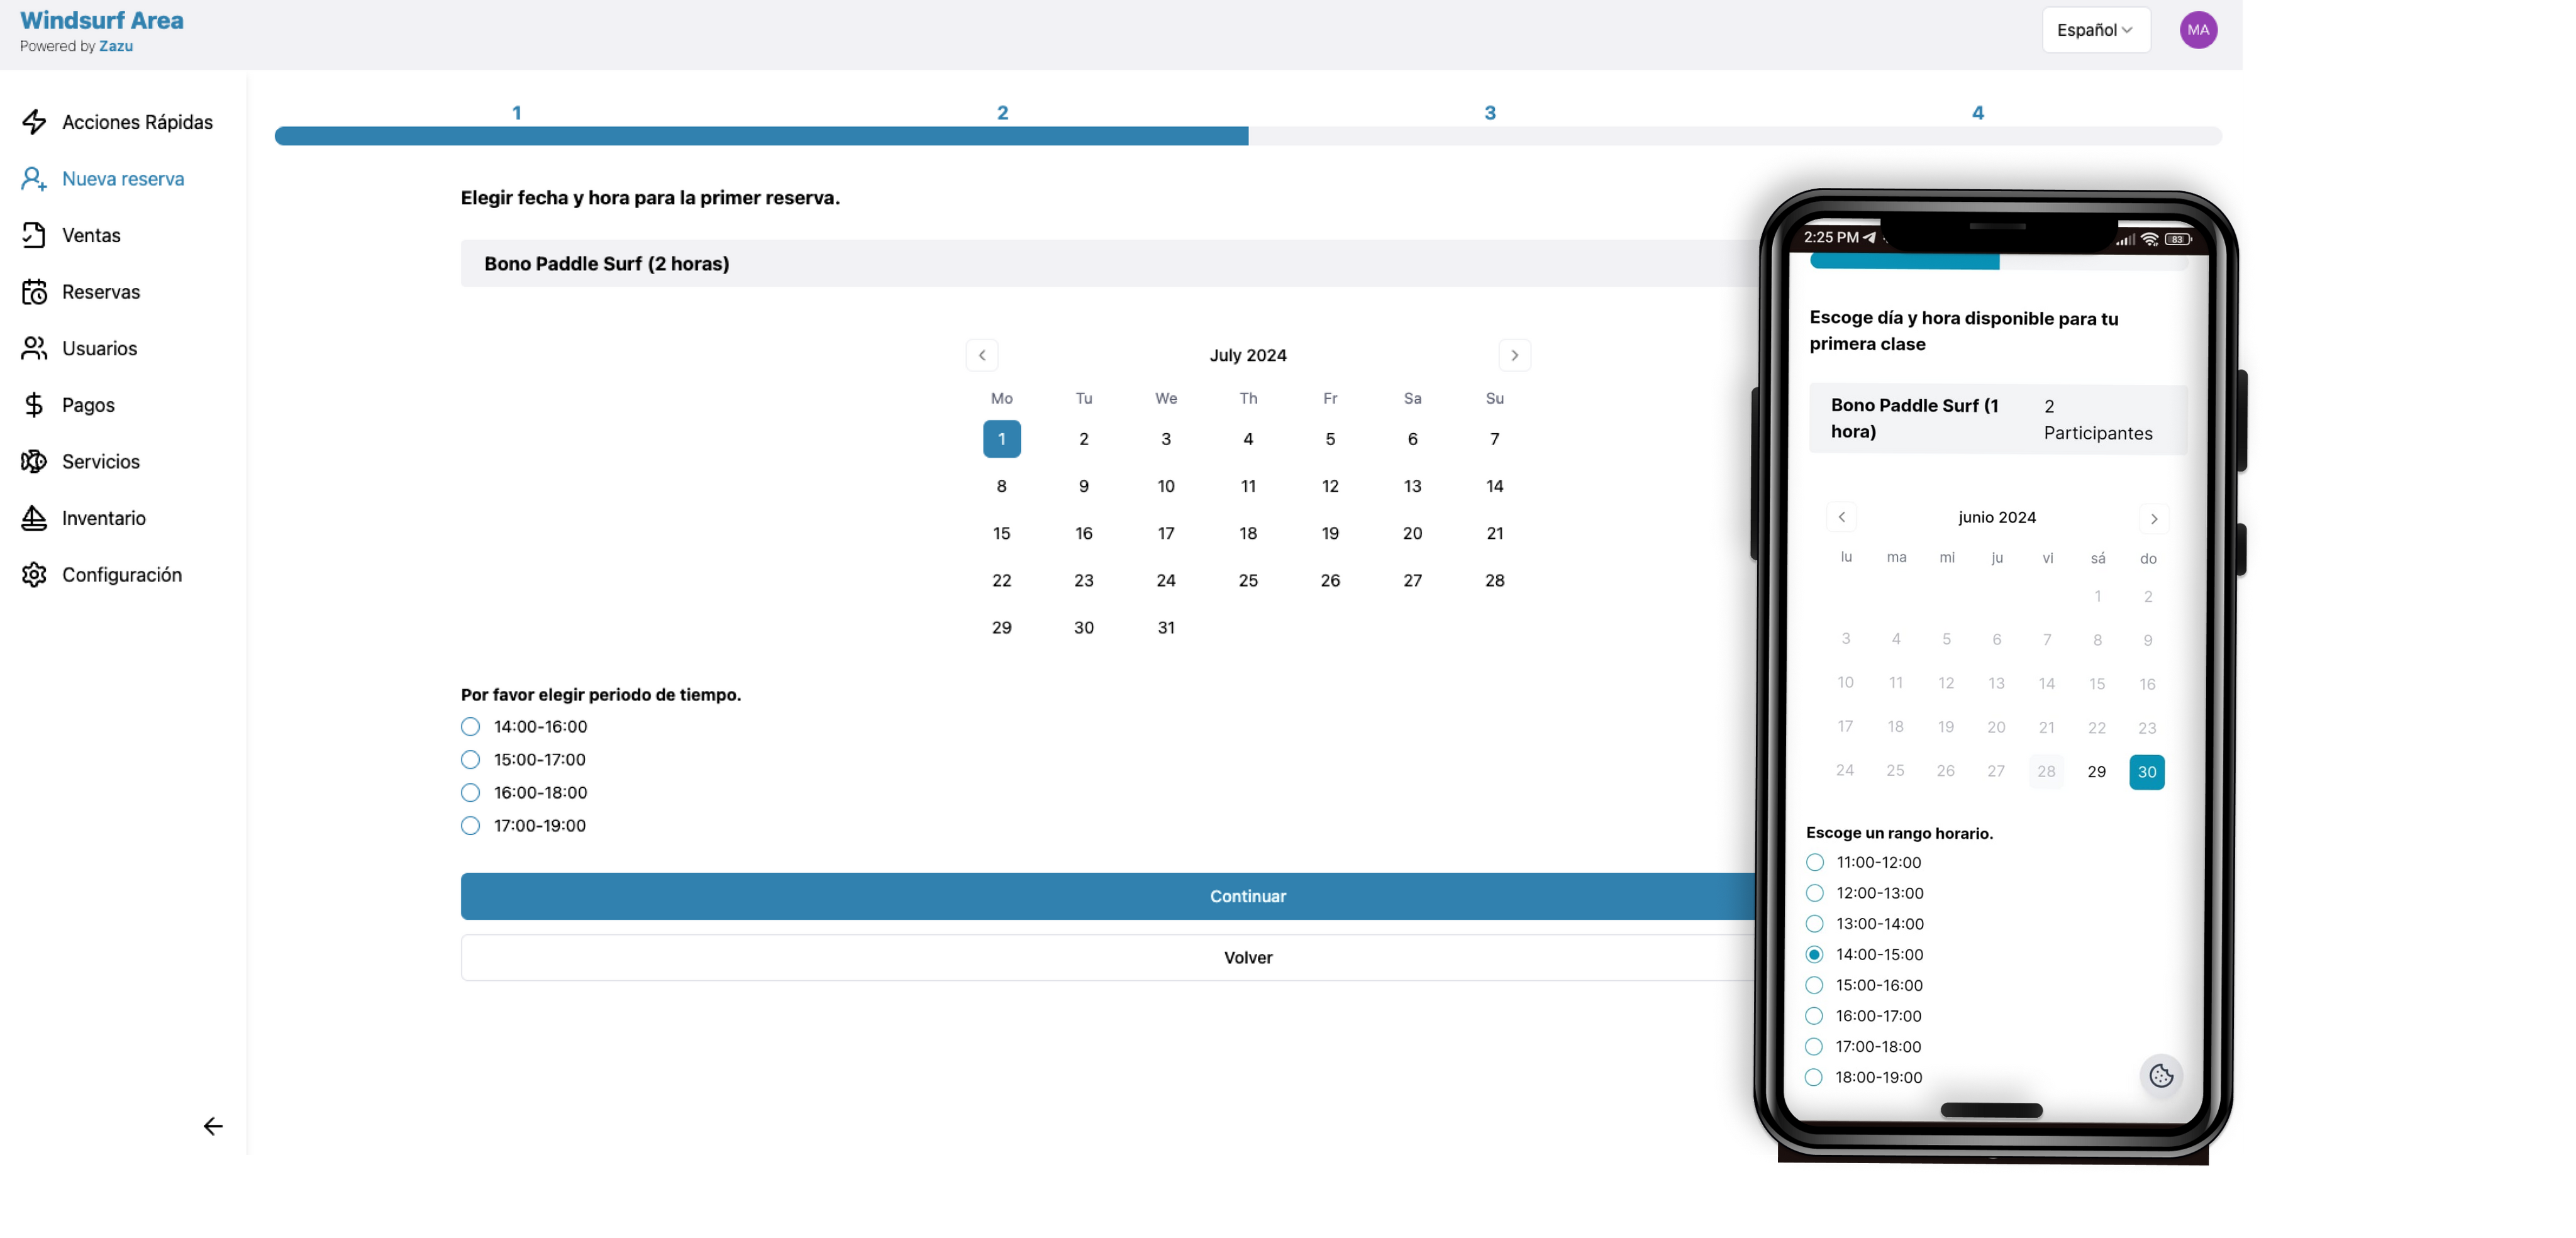 Windsurf Area
Powered by Zazu
Español
MA
Acciones Rápidas
Nueva reserva
Ventas
Reservas
Usuarios
Pagos
Servicios
Inventario
Configuración
1 2 3 4
Elegir fecha y hora para la primer reserva.
Bono Paddle Surf (2 horas)
July 2024
Mo Tu We Th Fr Sa Su
1 2 3 4 5 6 7
8 9 10 11 12 13 14
15 16 17 18 19 20 21
22 23 24 25 26 27 28
29 30 31
Por favor elegir periodo de tiempo.
14:00-16:00
15:00-17:00
16:00-18:00
17:00-19:00
Continuar
Volver
2:25 PM
83
Escoge día y hora disponible para tu
primera clase
Bono Paddle Surf (1
hora)
2
Participantes
junio 2024
lu ma mi ju vi sá do
1 2
3 4 5 6 7 8 9
10 11 12 13 14 15 16
17 18 19 20 21 22 23
24 25 26 27 28 29 30
Escoge un rango horario.
11:00-12:00
12:00-13:00
13:00-14:00
14:00-15:00
15:00-16:00
16:00-17:00
17:00-18:00
18:00-19:00